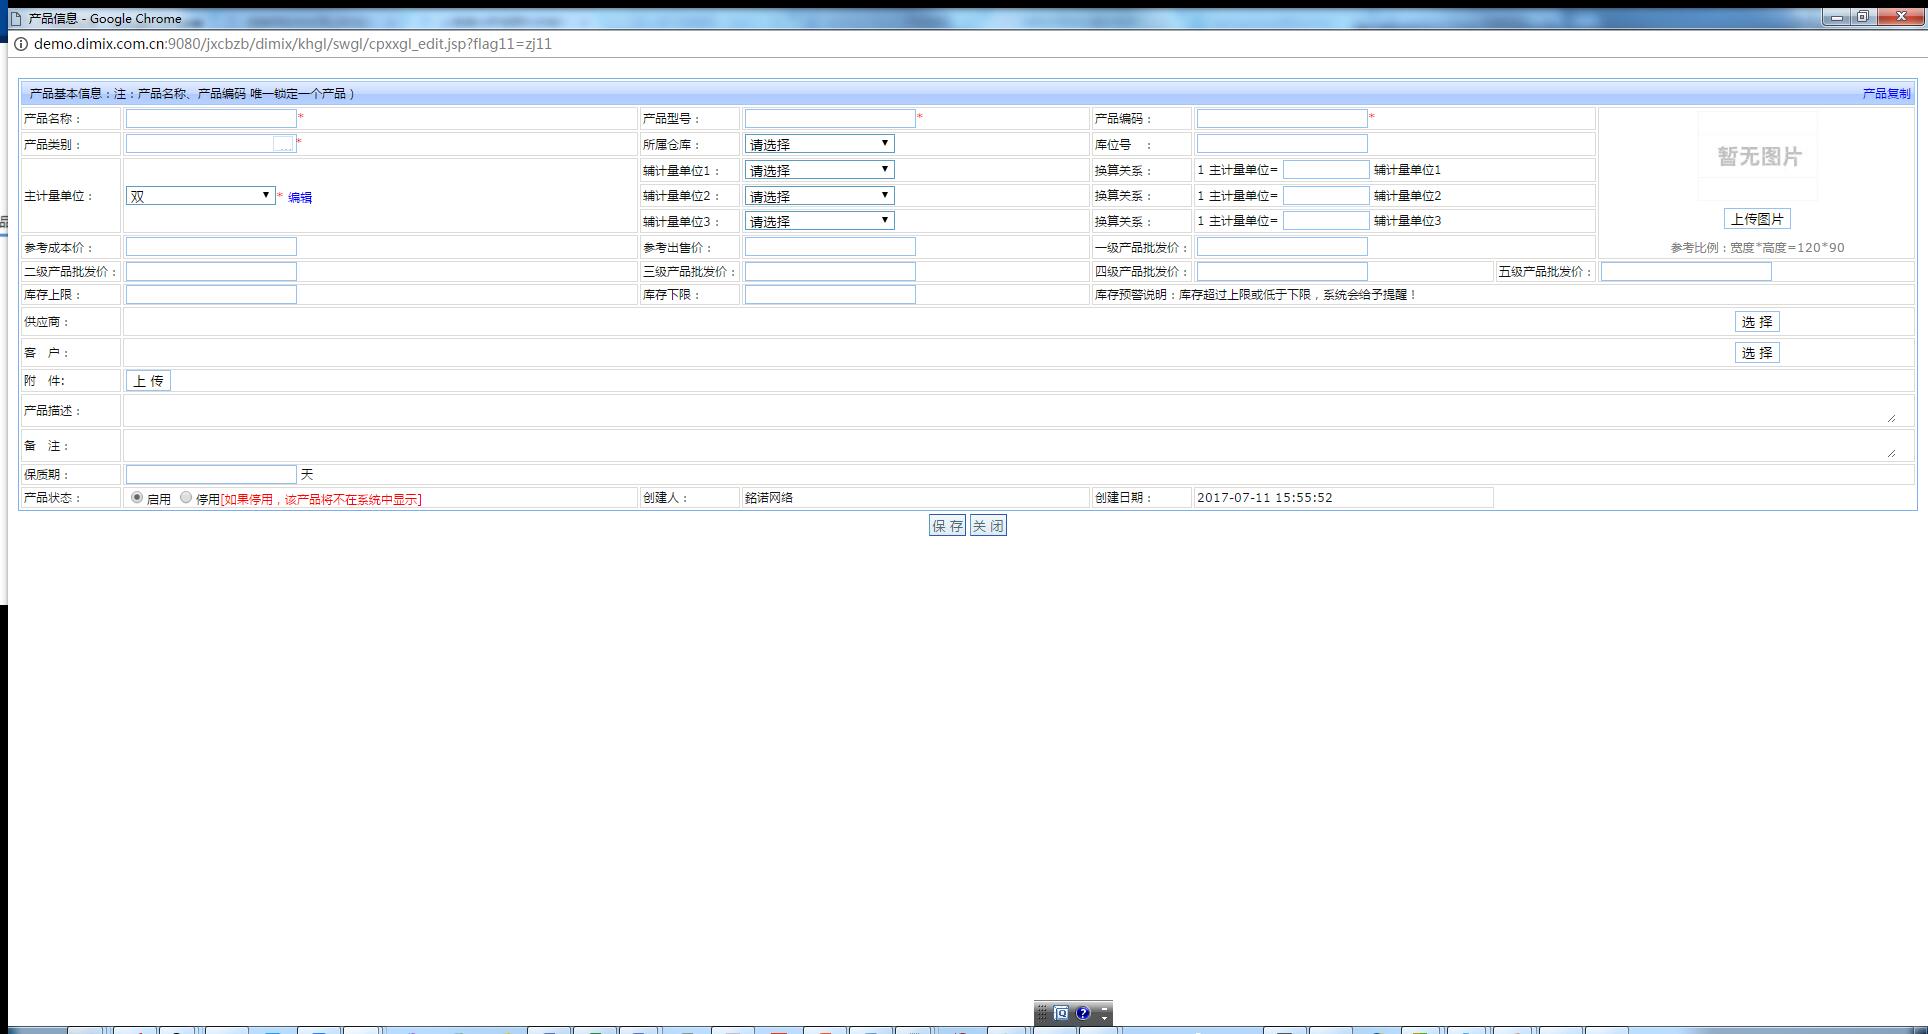 产品信息 - Google Chrome
demo.dimix.com.cn:9080/jxcbzb/dimix/khgl/swgl/cpxxgl_edit.jsp?flag11=zj11
产品基本信息：注：产品名称、产品编码 唯一锁定一个产品 ） 产品复制
产品名称： * 产品型号： * 产品编码： *
产品类别： ... * 所属仓库： 请选择 库位号 ：
暂无图片
主计量单位： 双 * 编辑
辅计量单位1： 请选择 换算关系： 1 主计量单位= 辅计量单位1
辅计量单位2： 请选择 换算关系： 1 主计量单位= 辅计量单位2
辅计量单位3： 请选择 换算关系： 1 主计量单位= 辅计量单位3
上传图片
参考成本价： 参考出售价： 一级产品批发价： 参考比例：宽度*高度=120*90
二级产品批发价： 三级产品批发价： 四级产品批发价： 五级产品批发价：
库存上限： 库存下限： 库存预警说明：库存超过上限或低于下限，系统会给予提醒！
供应商： 选 择
客 户： 选 择
附 件: 上 传
产品描述：
备 注：
保质期： 天
产品状态： 启用 停用[如果停用，该产品将不在系统中显示] 创建人： 銘诺网络 创建日期： 2017-07-11 15:55:52
保 存 关 闭